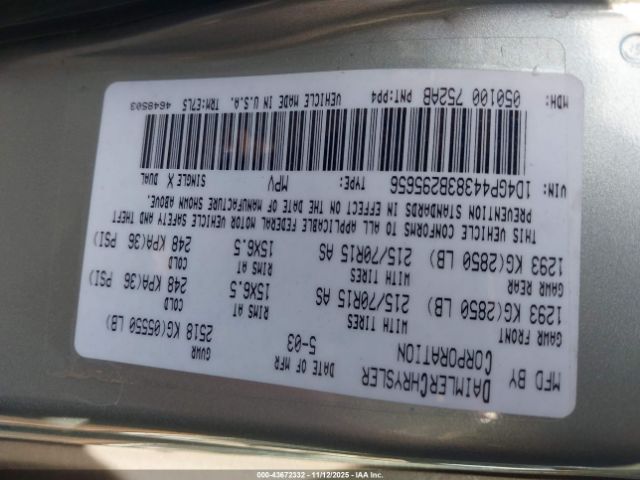 MFD BY DAIMLERCHRYSLER CORPORATION
DATE OF MFR 5-03
GVWR 2518 KG(05550 LB)
GAWR FRONT WITH TIRES RIMS AT COLD
1293 KG(2850 LB) 215/70R15 AS 15X6.5 248 KPA(36 PSI)
GAWR REAR WITH TIRES RIMS AT COLD
1293 KG(2850 LB) 215/70R15 AS 15X6.5 248 KPA(36 PSI)
THIS VEHICLE CONFORMS TO ALL FEDERAL MOTOR VEHICLE SAFETY AND THEFT
PREVENTION STANDARDS IN EFFECT ON THE DATE OF MANUFACTURE SHOWN ABOVE.
VIN: 1D4GP44383B295656 TYPE: MPV SINGLE X DUAL
MDH: 050100 752AB PNT:PP4 VEHICLE MADE IN U.S.A. TRM:E7L5 4648503
000-43672332 - 11/12/2025 - IAAI.COM